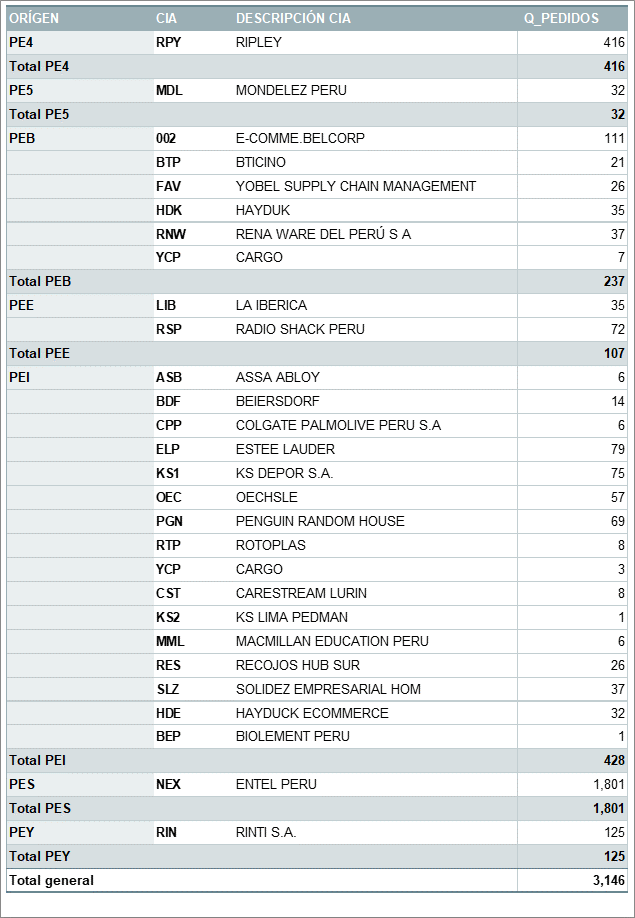 ORÍGEN CIA DESCRIPCIÓN CIA Q_PEDIDOS
PE4 RPY RIPLEY 416
Total PE4 416
PE5 MDL MONDELEZ PERU 32
Total PE5 32
PEB 002 E-COMME.BELCORP 111
BTP BTICINO 21
FAV YOBEL SUPPLY CHAIN MANAGEMENT 26
HDK HAYDUK 35
RNW RENA WARE DEL PERÚ S A 37
YCP CARGO 7
Total PEB 237
PEE LIB LA IBERICA 35
RSP RADIO SHACK PERU 72
Total PEE 107
PEI ASB ASSA ABLOY 6
BDF BEIERSDORF 14
CPP COLGATE PALMOLIVE PERU S.A 6
ELP ESTEE LAUDER 79
KS1 KS DEPOR S.A. 75
OEC OECHSLE 57
PGN PENGUIN RANDOM HOUSE 69
RTP ROTOPLAS 8
YCP CARGO 3
CST CARESTREAM LURIN 8
KS2 KS LIMA PEDMAN 1
MML MACMILLAN EDUCATION PERU 6
RES RECOJOS HUB SUR 26
SLZ SOLIDEZ EMPRESARIAL HOM 37
HDE HAYDUCK ECOMMERCE 32
BEP BIOLEMENT PERU 1
Total PEI 428
PES NEX ENTEL PERU 1,801
Total PES 1,801
PEY RIN RINTI S.A. 125
Total PEY 125
Total general 3,146